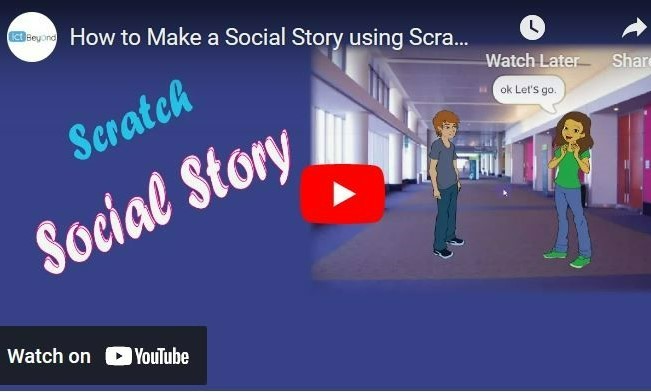 ict Beyond
How to Make a Social Story using Scra...
Watch Later
Share
ok Let's go.
Scratch
Social Story
Watch on YouTube